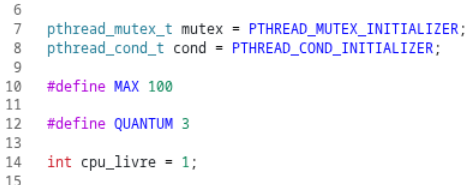 6
7 pthread_mutex_t mutex = PTHREAD_MUTEX_INITIALIZER;
8 pthread_cond_t cond = PTHREAD_COND_INITIALIZER;
9
10 #define MAX 100
11
12 #define QUANTUM 3
13
14 int cpu_livre = 1;
15